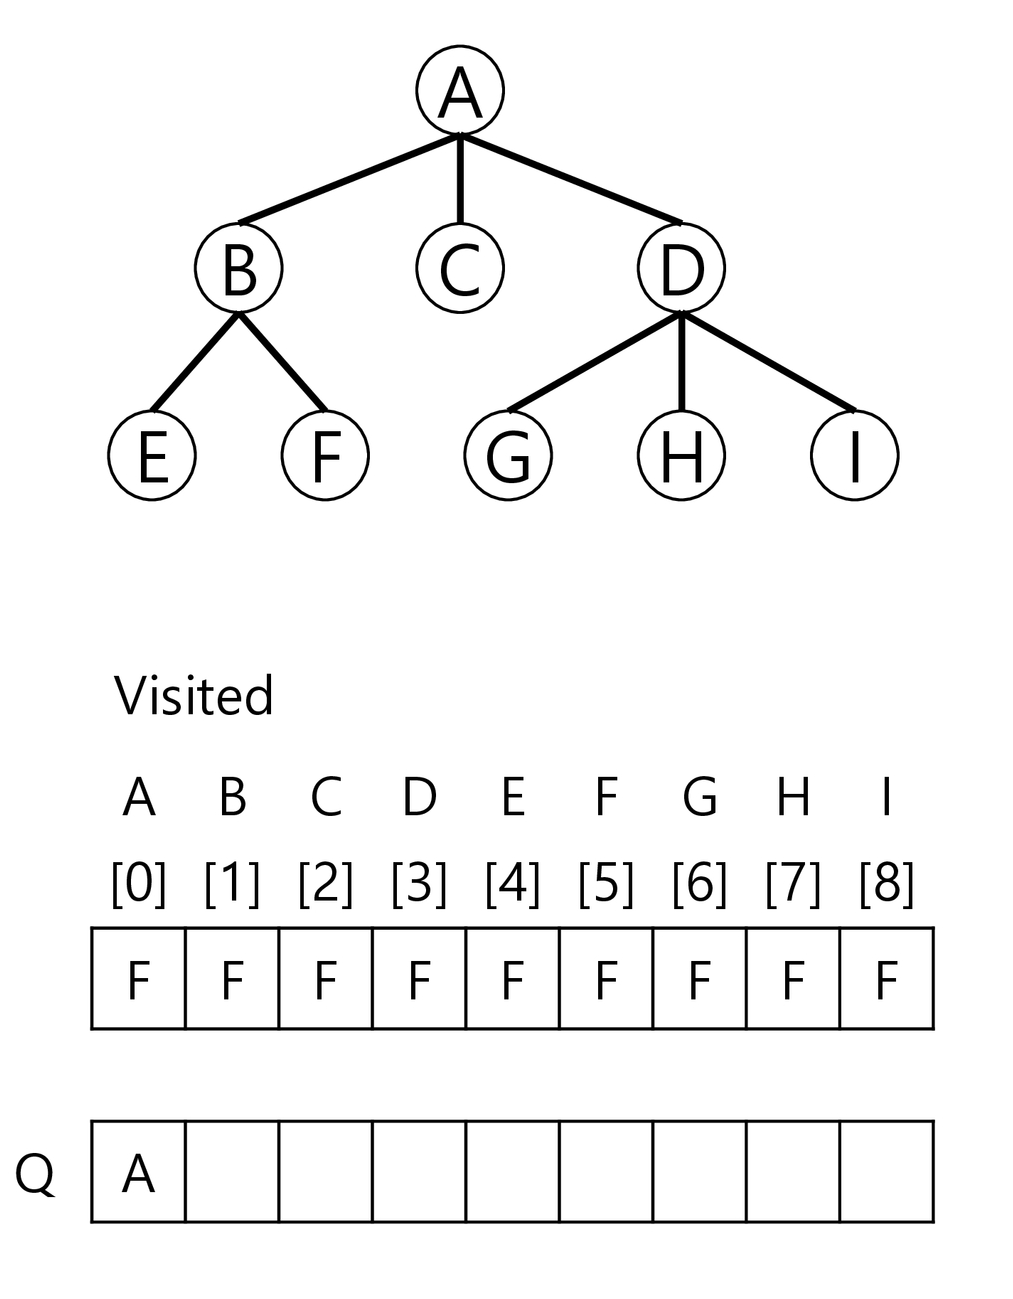 A
B C D
E F G H I
Visited
A B C D E F G H I
[0] [1] [2] [3] [4] [5] [6] [7] [8]
F F F F F F F F F
Q A